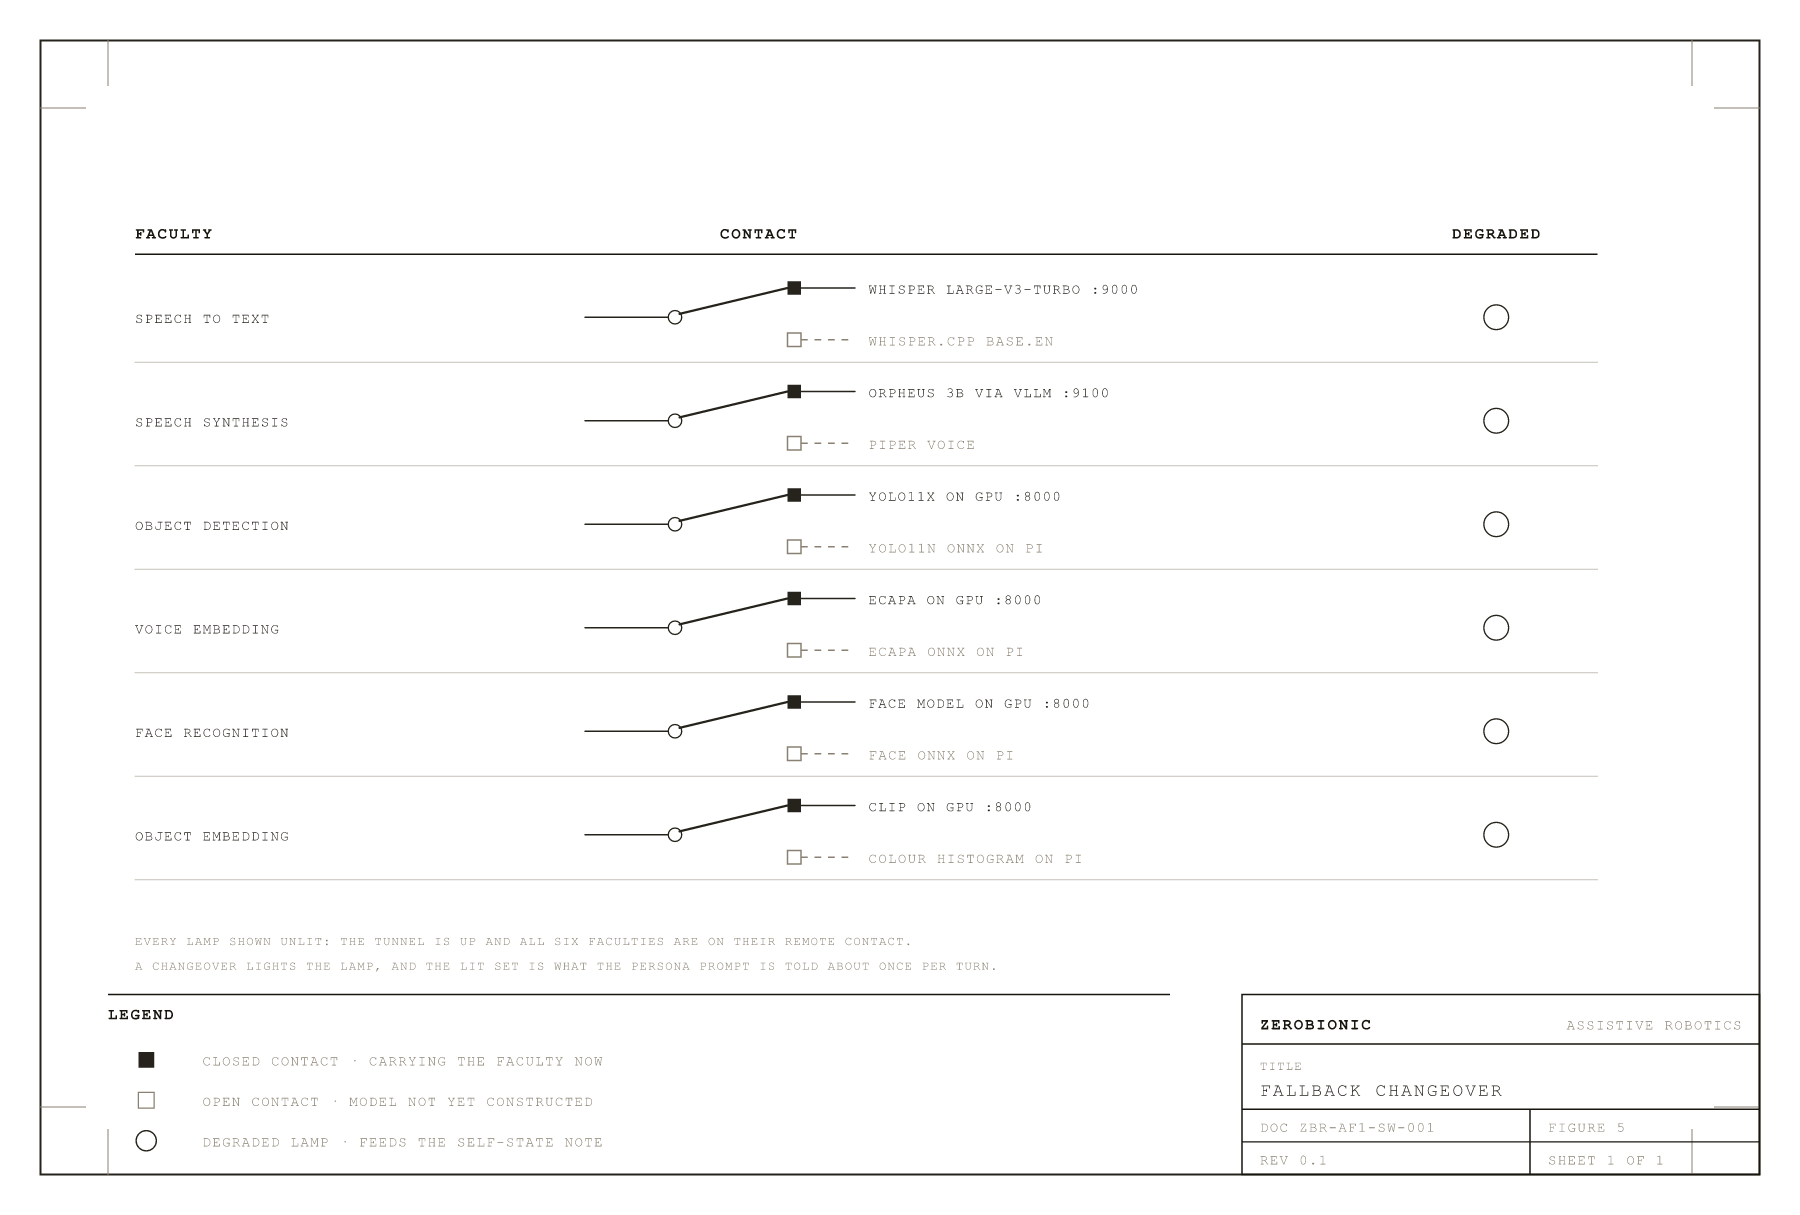 FACULTY CONTACT DEGRADED
WHISPER LARGE-V3-TURBO :9000
SPEECH TO TEXT
WHISPER.CPP BASE.EN
ORPHEUS 3B VIA VLLM :9100
SPEECH SYNTHESIS
PIPER VOICE
YOLO11X ON GPU :8000
OBJECT DETECTION
YOLO11N ONNX ON PI
ECAPA ON GPU :8000
VOICE EMBEDDING
ECAPA ONNX ON PI
FACE MODEL ON GPU :8000
FACE RECOGNITION
FACE ONNX ON PI
CLIP ON GPU :8000
OBJECT EMBEDDING
COLOUR HISTOGRAM ON PI
EVERY LAMP SHOWN UNLIT: THE TUNNEL IS UP AND ALL SIX FACULTIES ARE ON THEIR REMOTE CONTACT.
A CHANGEOVER LIGHTS THE LAMP, AND THE LIT SET IS WHAT THE PERSONA PROMPT IS TOLD ABOUT ONCE PER TURN.
LEGEND
CLOSED CONTACT · CARRYING THE FACULTY NOW
OPEN CONTACT · MODEL NOT YET CONSTRUCTED
DEGRADED LAMP · FEEDS THE SELF-STATE NOTE
ZEROBIONIC ASSISTIVE ROBOTICS
TITLE
FALLBACK CHANGEOVER
DOC ZBR-AF1-SW-001 FIGURE 5
REV 0.1 SHEET 1 OF 1